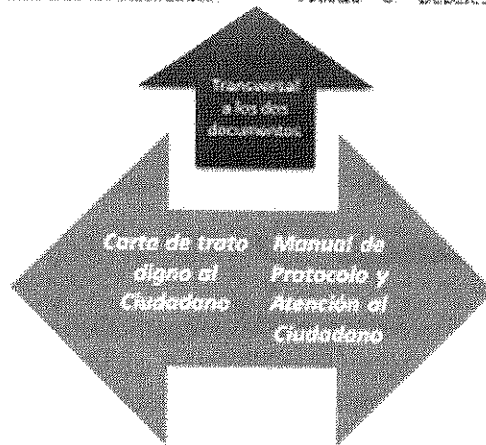 Transversal
a los dos
documentos
Carta de trato
digno al
Ciudadano
Manual de
Protocolo y
Atención al
Ciudadano